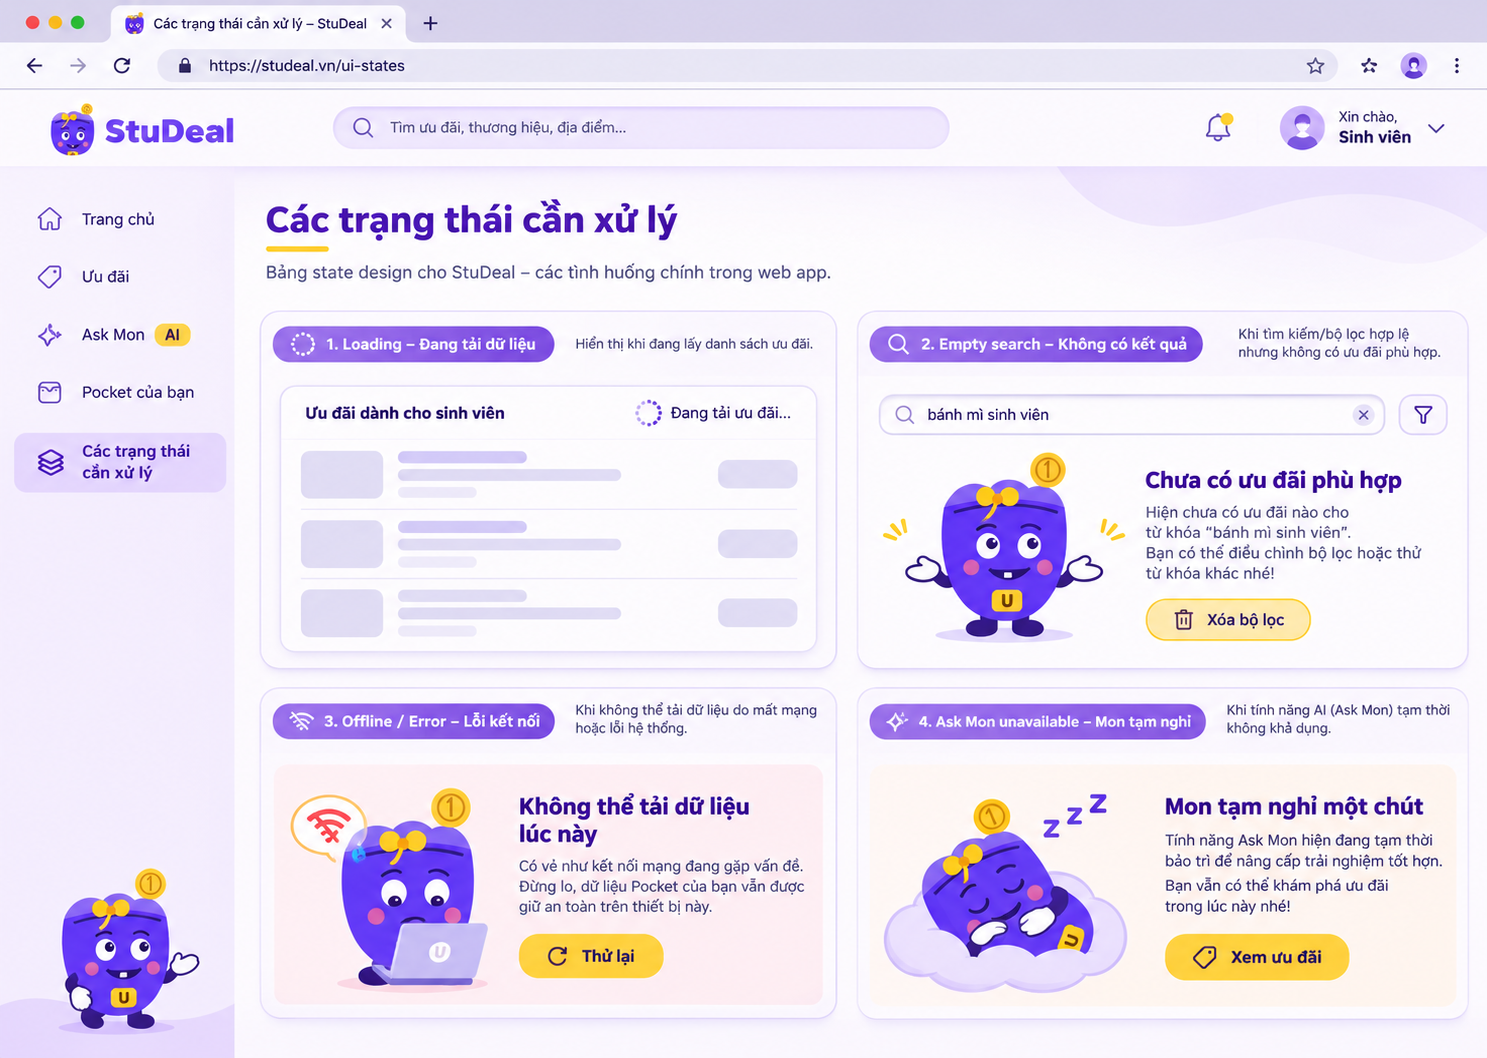 Các trạng thái cần xử lý – StuDeal
https://studeal.vn/ui-states
StuDeal
Tìm ưu đãi, thương hiệu, địa điểm...
Xin chào,
Sinh viên
Trang chủ
Ưu đãi
Ask Mon AI
Pocket của bạn
Các trạng thái
cần xử lý
Các trạng thái cần xử lý
Bảng state design cho StuDeal – các tình huống chính trong web app.
1. Loading – Đang tải dữ liệu
Hiển thị khi đang lấy danh sách ưu đãi.
Ưu đãi dành cho sinh viên
Đang tải ưu đãi...
2. Empty search – Không có kết quả
Khi tìm kiếm/bộ lọc hợp lệ
nhưng không có ưu đãi phù hợp.
bánh mì sinh viên
1
U
Chưa có ưu đãi phù hợp
Hiện chưa có ưu đãi nào cho
từ khóa “bánh mì sinh viên”.
Bạn có thể điều chỉnh bộ lọc hoặc thử
từ khóa khác nhé!
Xóa bộ lọc
3. Offline / Error – Lỗi kết nối
Khi không thể tải dữ liệu do mất mạng
hoặc lỗi hệ thống.
1
U
Không thể tải dữ liệu
lúc này
Có vẻ như kết nối mạng đang gặp vấn đề.
Đừng lo, dữ liệu Pocket của bạn vẫn được
giữ an toàn trên thiết bị này.
Thử lại
4. Ask Mon unavailable – Mon tạm nghỉ
Khi tính năng AI (Ask Mon) tạm thời
không khả dụng.
z z z
1
U
Mon tạm nghỉ một chút
Tính năng Ask Mon hiện đang tạm thời
bảo trì để nâng cấp trải nghiệm tốt hơn.
Bạn vẫn có thể khám phá ưu đãi
trong lúc này nhé!
Xem ưu đãi
1
U